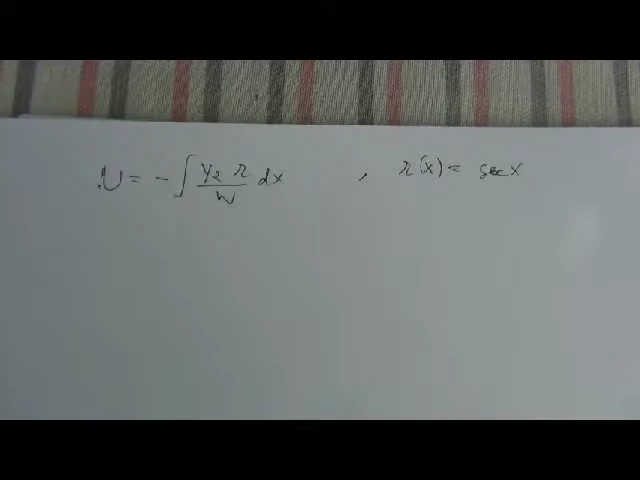 U = - ∫ y₂ r / W dx , r(x) = sec x